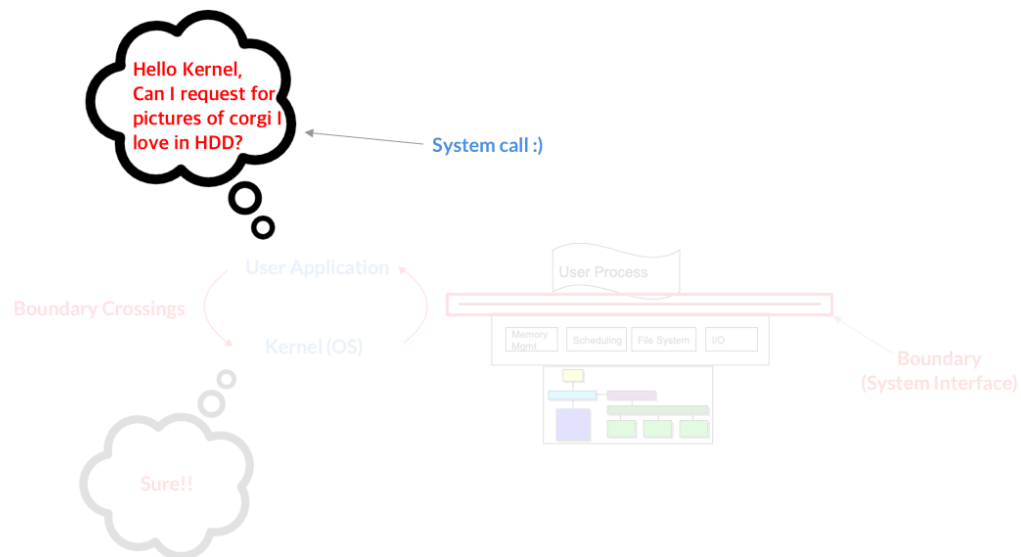 Hello Kernel,
Can I request for
pictures of corgi I
love in HDD?
System call :)
User Application
User Process
Boundary Crossings
Memory
Mgmt
Scheduling
File System
I/O
Kernel (OS)
Boundary
(System Interface)
Sure!!